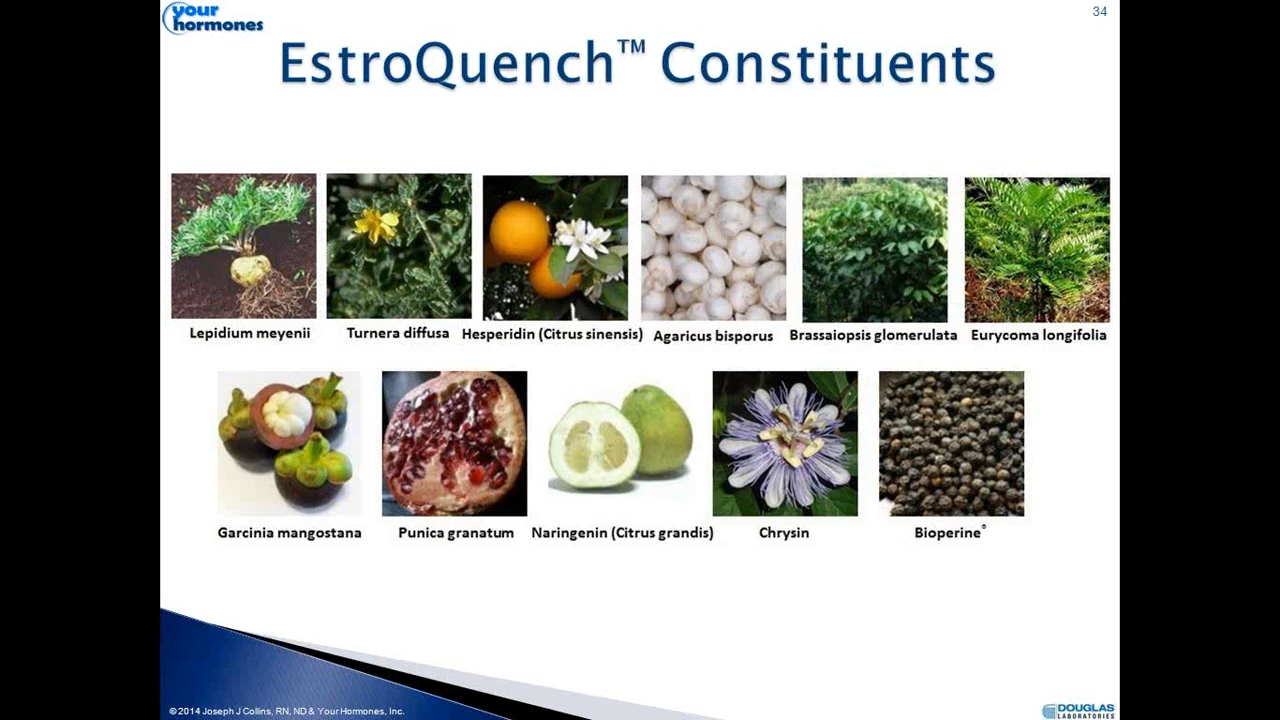 your
hormones
34
EstroQuench™ Constituents
Lepidium meyenii
Turnera diffusa
Hesperidin (Citrus sinensis)
Agaricus bisporus
Brassaiopsis glomerulata
Eurycoma longifolia
Garcinia mangostana
Punica granatum
Naringenin (Citrus grandis)
Chrysin
Bioperine®
© 2014 Joseph J Collins, RN, ND & Your Hormones, Inc.
DOUGLAS
LABORATORIES